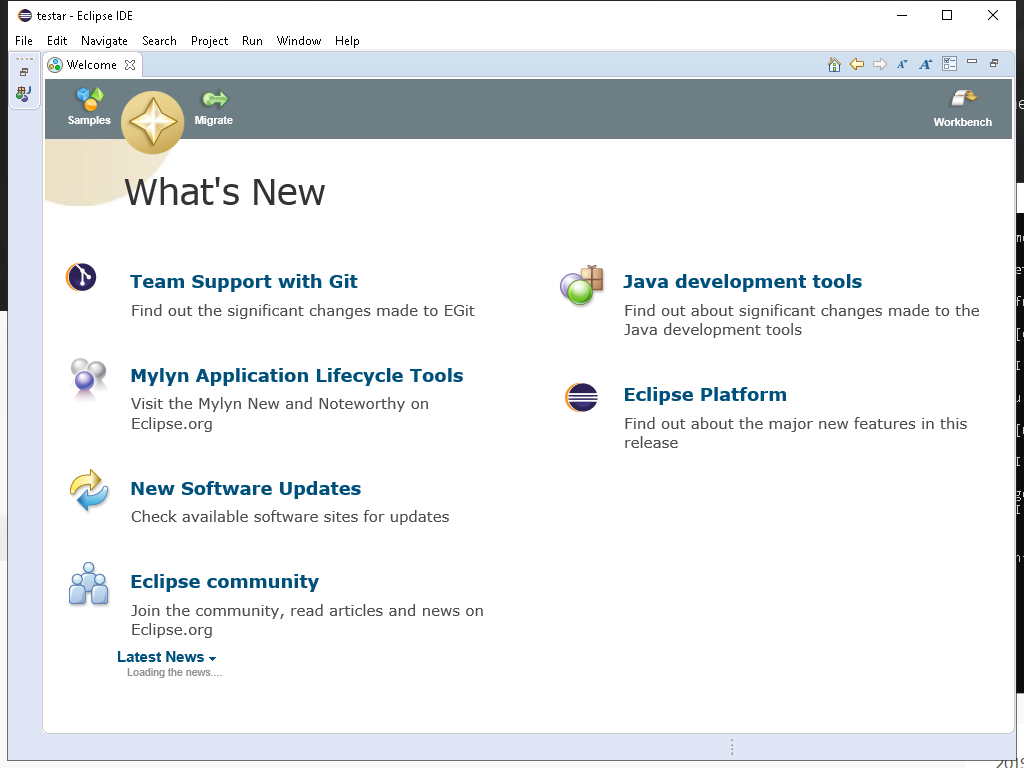 testar - Eclipse IDE
File Edit Navigate Search Project Run Window Help
Welcome
Samples
Migrate
Workbench
What's New
Team Support with Git
Find out the significant changes made to EGit
Mylyn Application Lifecycle Tools
Visit the Mylyn New and Noteworthy on
Eclipse.org
New Software Updates
Check available software sites for updates
Eclipse community
Join the community, read articles and news on
Eclipse.org
Latest News
Loading the news....
Java development tools
Find out about significant changes made to the
Java development tools
Eclipse Platform
Find out about the major new features in this
release